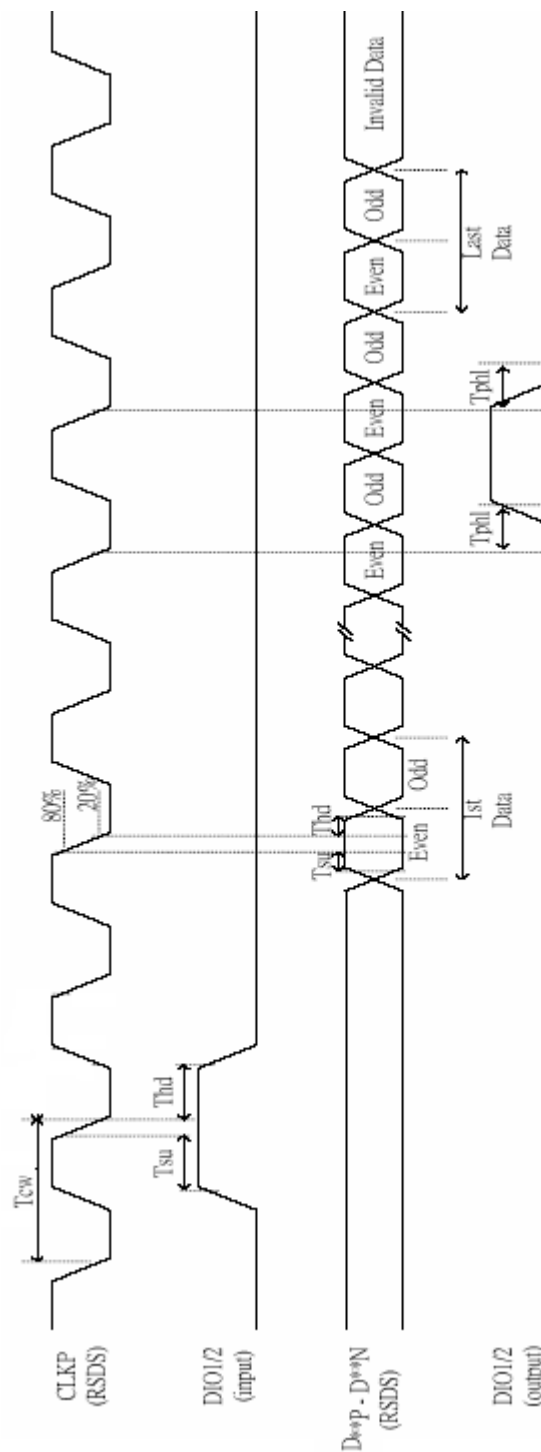 CLKP
(RSDS)
Tcw
80%
20%
DIO1/2
(input)
Tsu
Thd
D**P - D**N
(RSDS)
Tsu
Thd
Even
Odd
1st
Data
Even
Odd
Even
Odd
Even
Odd
Invalid Data
Last
Data
DIO1/2
(output)
Tphl
Tphl